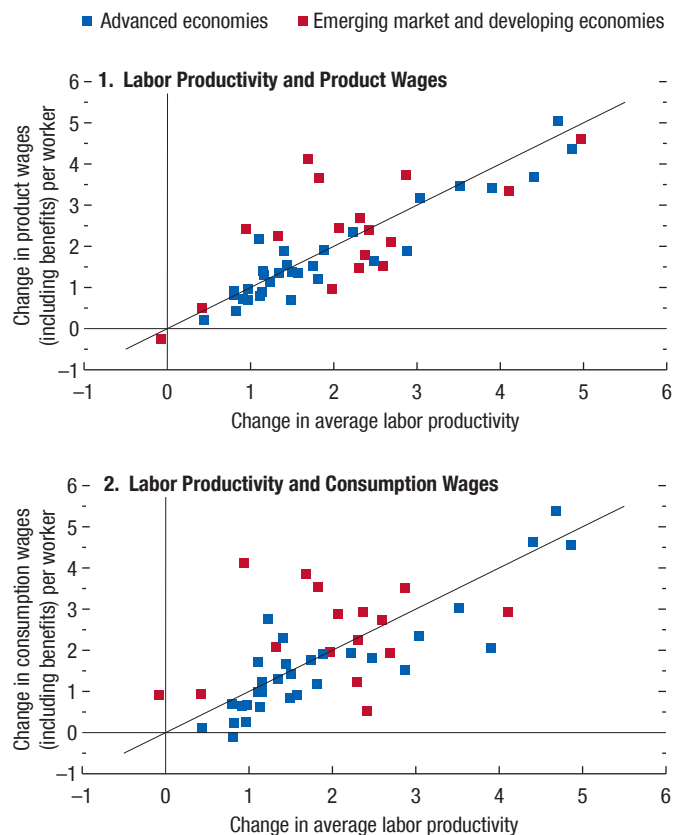 Advanced economies Emerging market and developing economies
1. Labor Productivity and Product Wages
Change in product wages
(including benefits) per worker
6
5
4
3
2
1
0
–1
–1 0 1 2 3 4 5 6
Change in average labor productivity
2. Labor Productivity and Consumption Wages
Change in consumption wages
(including benefits) per worker
6
5
4
3
2
1
0
–1
–1 0 1 2 3 4 5 6
Change in average labor productivity